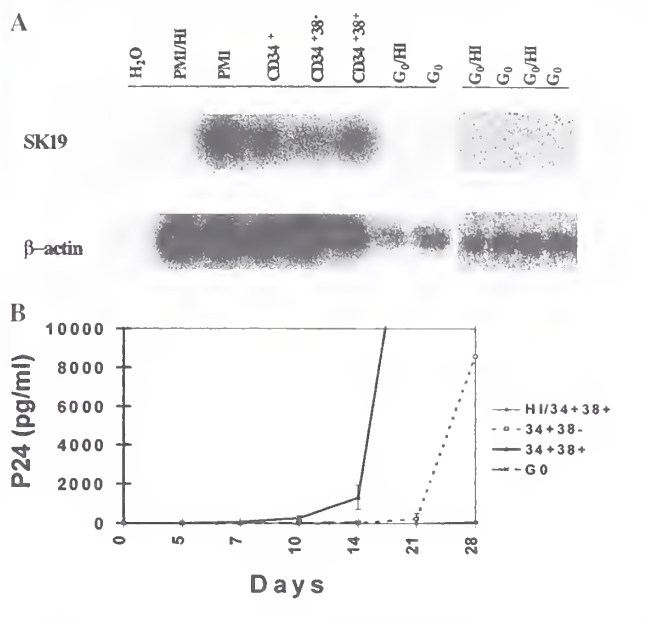 A
H₂O
PMI/HI
PMI
CD34 +
CD34 +38-
CD34 +38+
G₀/HI
G₀
G₀/HI
G₀
G₀/HI
G₀
SK19
β-actin
B
10000
8000
6000
4000
2000
0
P24 (pg/ml)
0
5
7
10
14
21
28
Days
HI/34+38+
34+38-
34+38+
G0